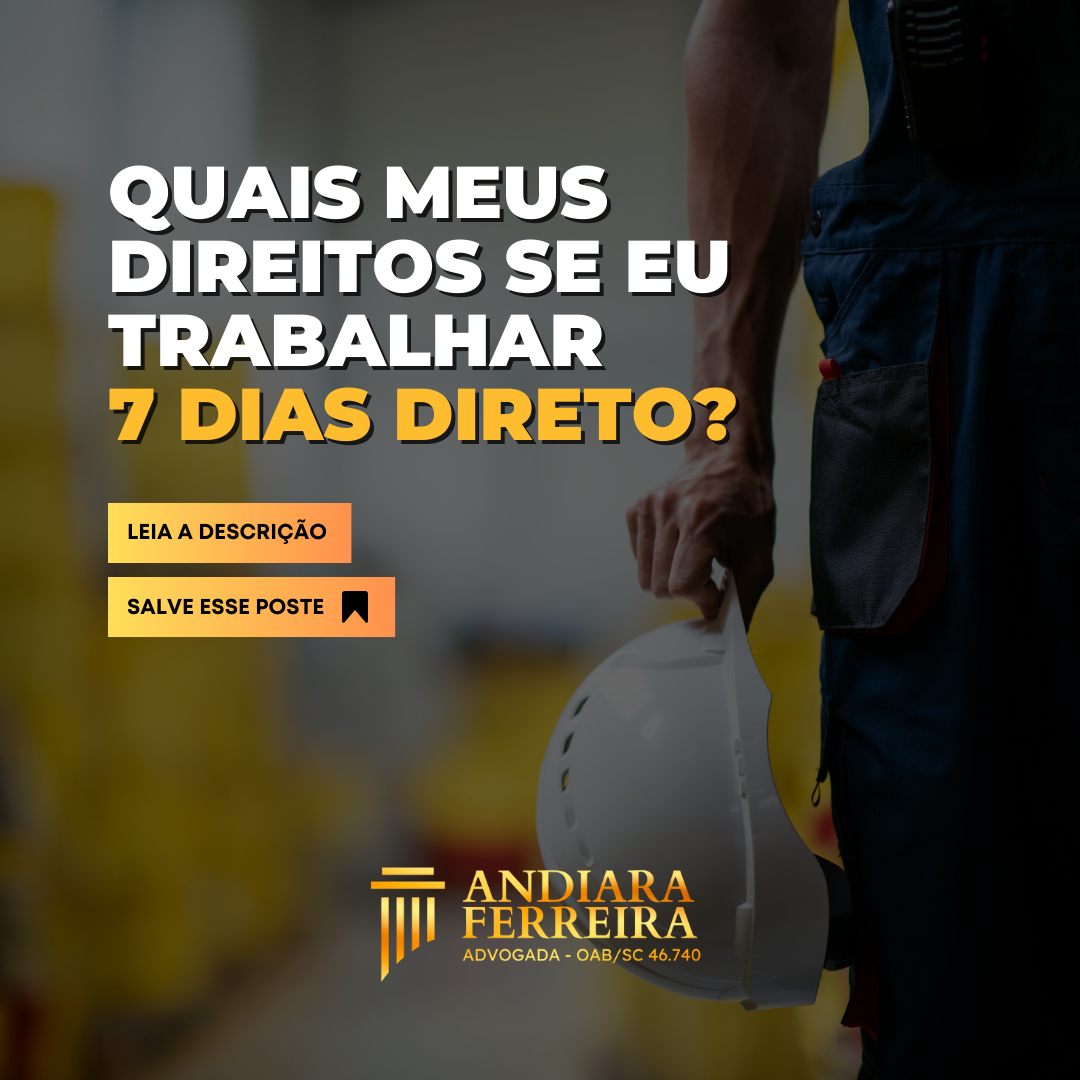 QUAIS MEUS
DIREITOS SE EU
TRABALHAR
7 DIAS DIRETO?
LEIA A DESCRIÇÃO
SALVE ESSE POSTE
ANDIARA
FERREIRA
ADVOGADA - OAB/SC 46.740